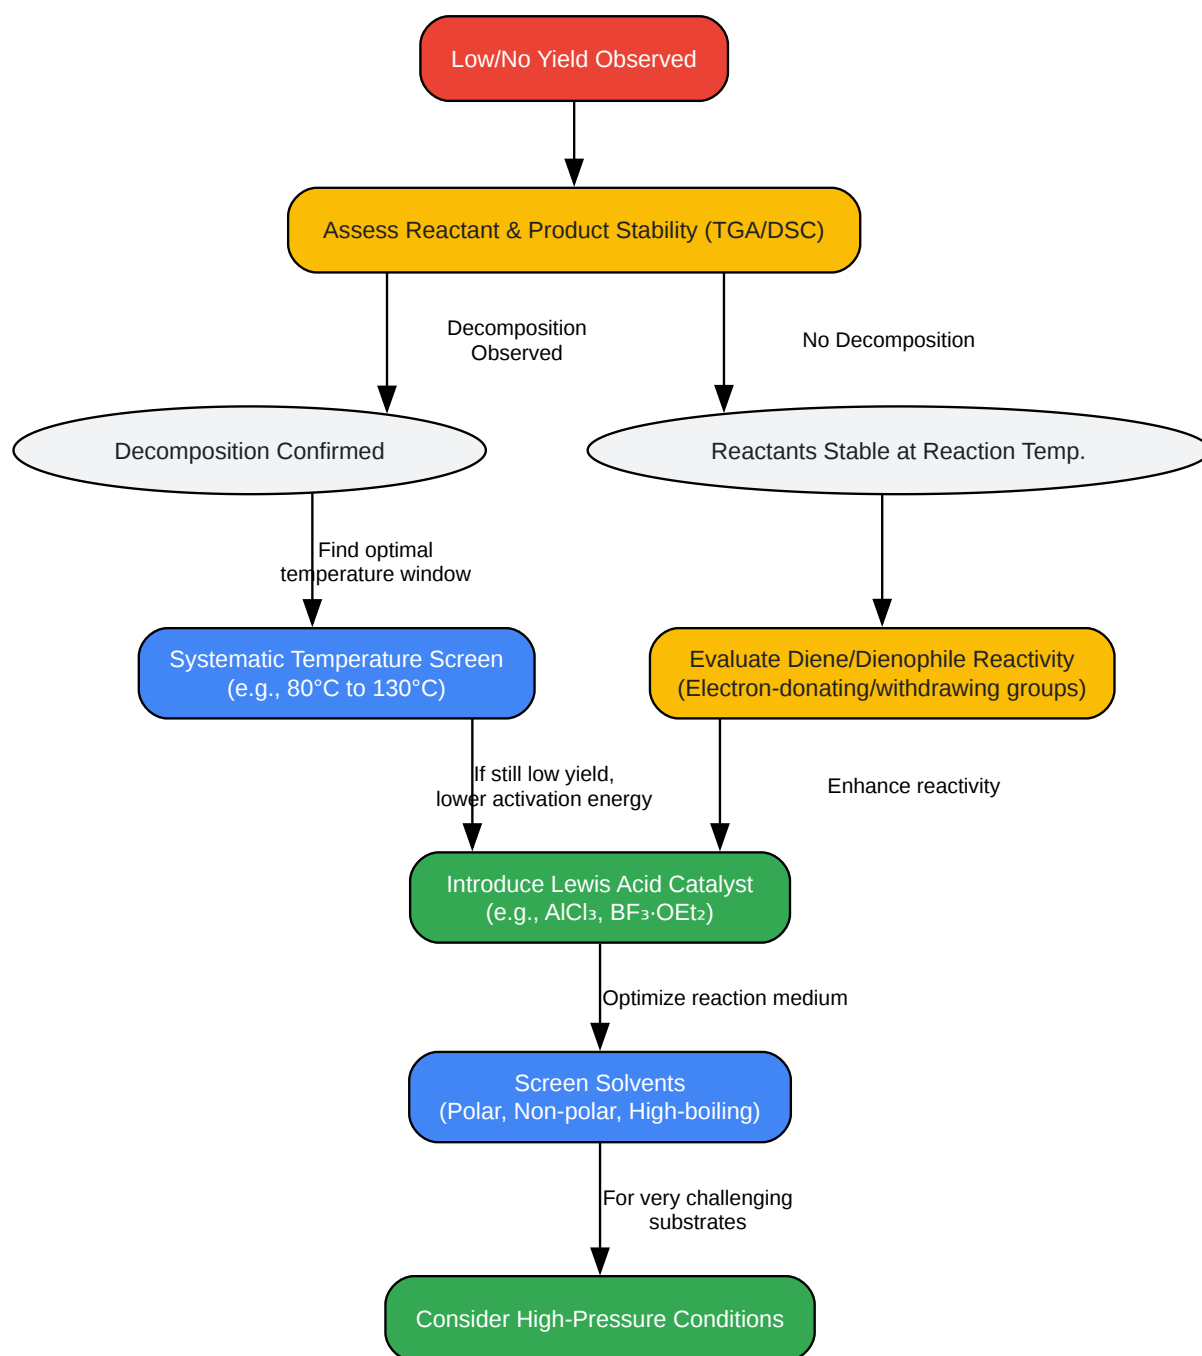 Low/No Yield Observed
Assess Reactant & Product Stability (TGA/DSC)
Decomposition
Observed
No Decomposition
Decomposition Confirmed
Reactants Stable at Reaction Temp.
Find optimal
temperature window
Systematic Temperature Screen
(e.g., 80°C to 130°C)
Evaluate Diene/Dienophile Reactivity
(Electron-donating/withdrawing groups)
If still low yield,
lower activation energy
Enhance reactivity
Introduce Lewis Acid Catalyst
(e.g., AlCl₃, BF₃·OEt₂)
Optimize reaction medium
Screen Solvents
(Polar, Non-polar, High-boiling)
For very challenging
substrates
Consider High-Pressure Conditions